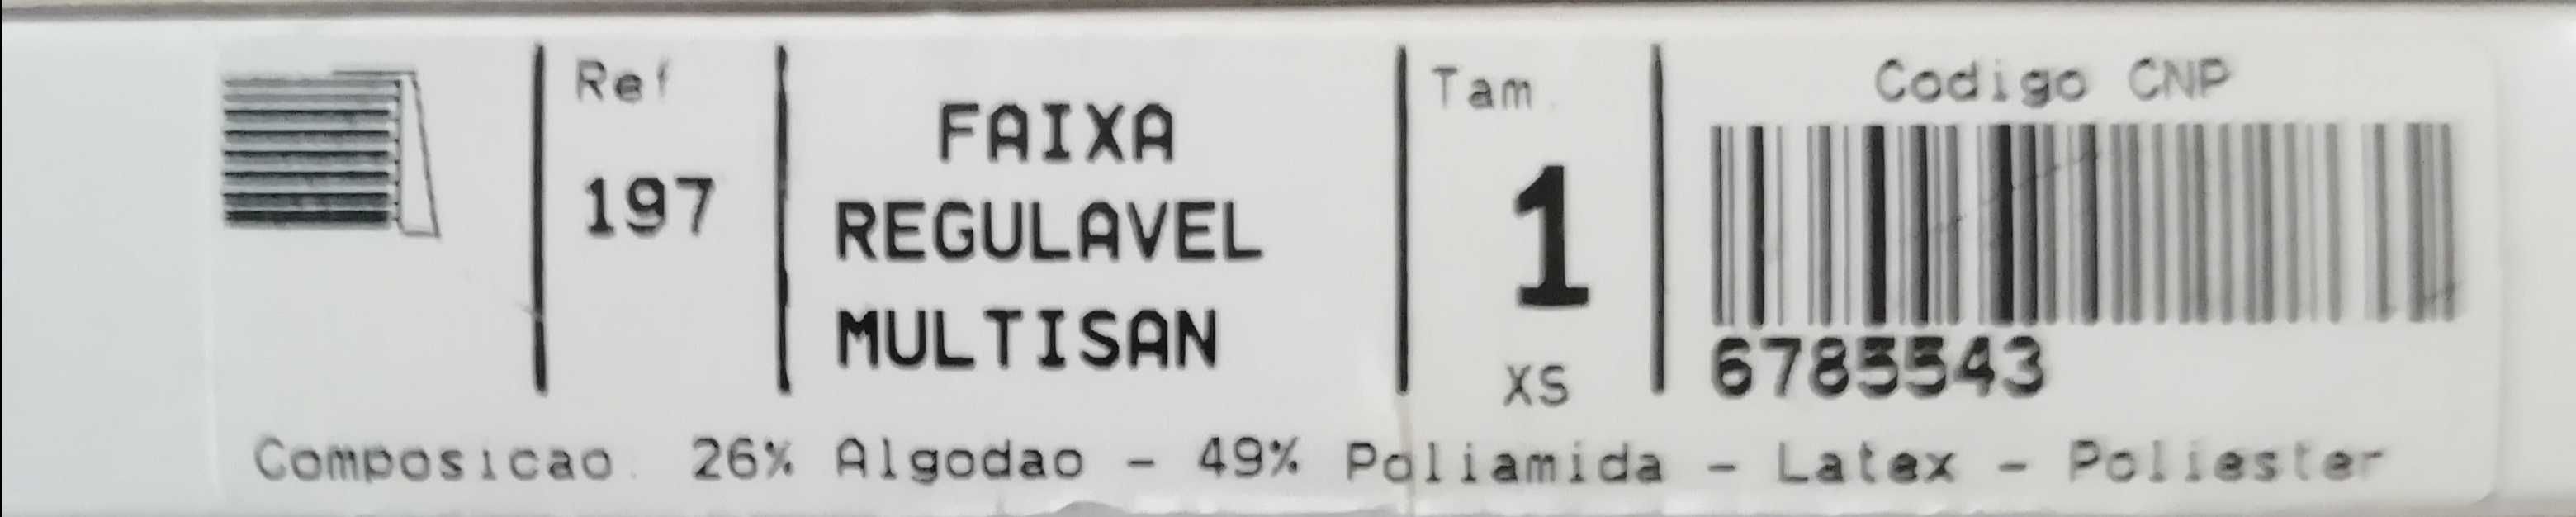 Ref
197
FAIXA
REGULAVEL
MULTISAN
Tam
1
XS
Codigo CNP
6785543
Composicao: 26% Algodao - 49% Poliamida - Latex - Poliester